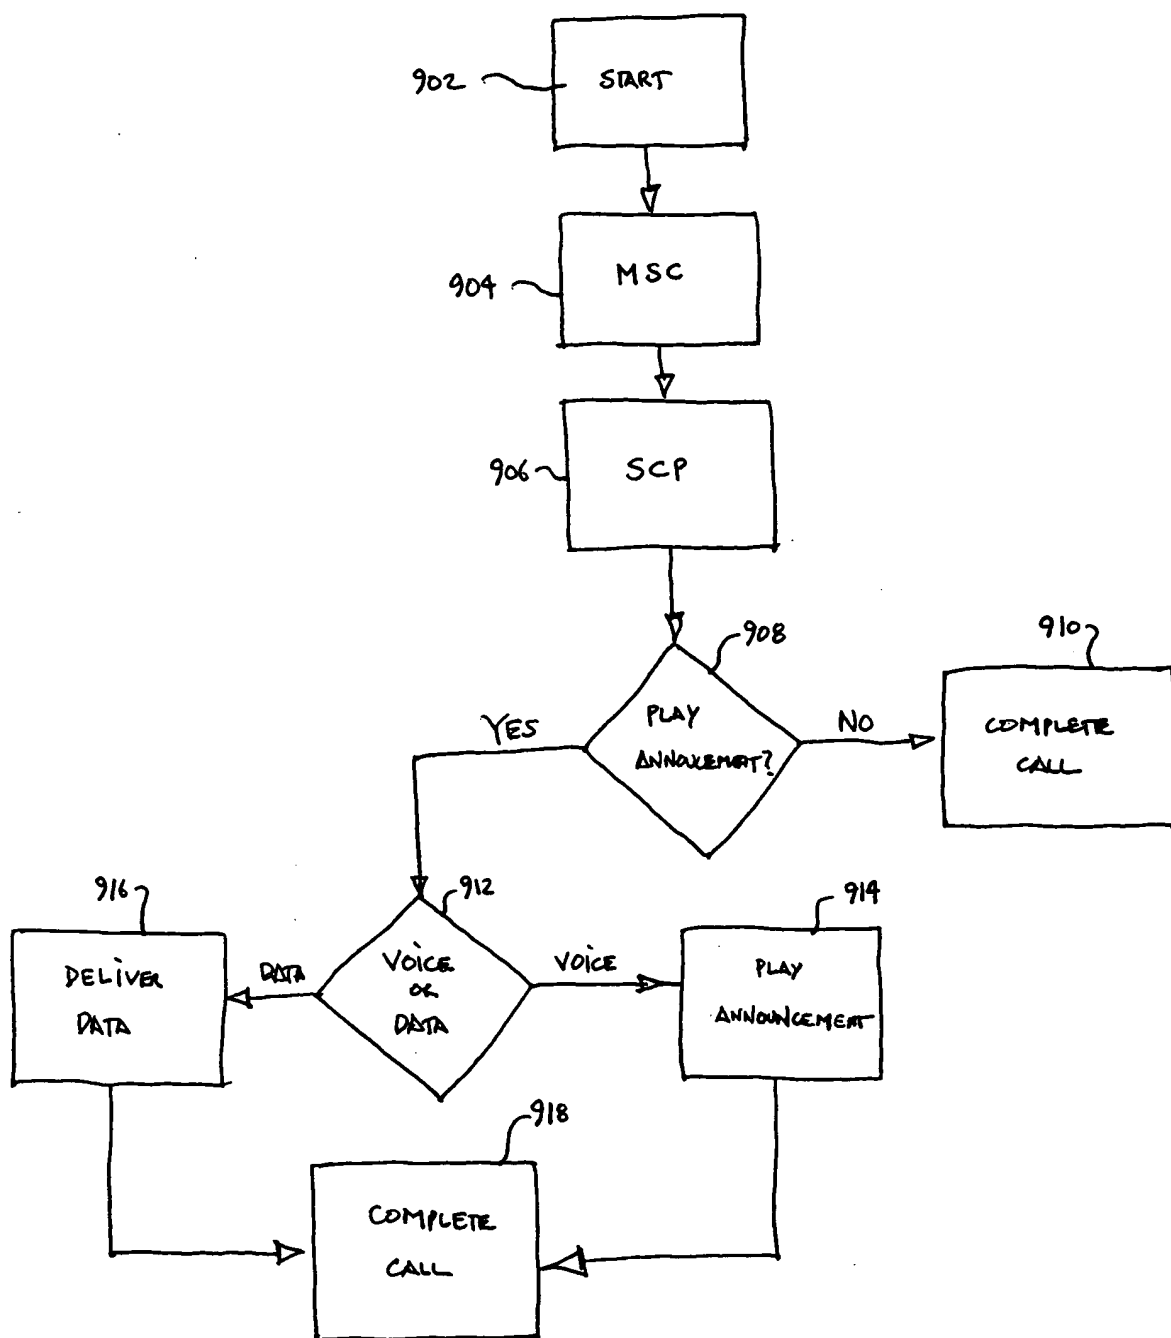 902
START
904
MSC
906
SCP
908
910
PLAY
ANNOUCEMENT?
YES
NO
COMPLETE
CALL
916
912
914
DELIVER
DATA
DATA
VOICE
OR
DATA
VOICE
PLAY
ANNOUNCEMENT
918
COMPLETE
CALL